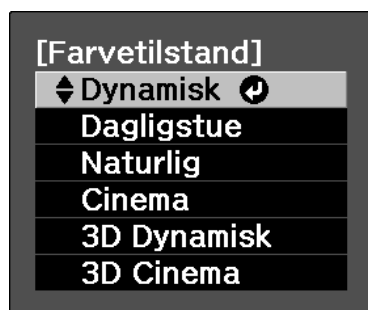 [Farvetilstand]
Dynamisk
Dagligstue
Naturlig
Cinema
3D Dynamisk
3D Cinema